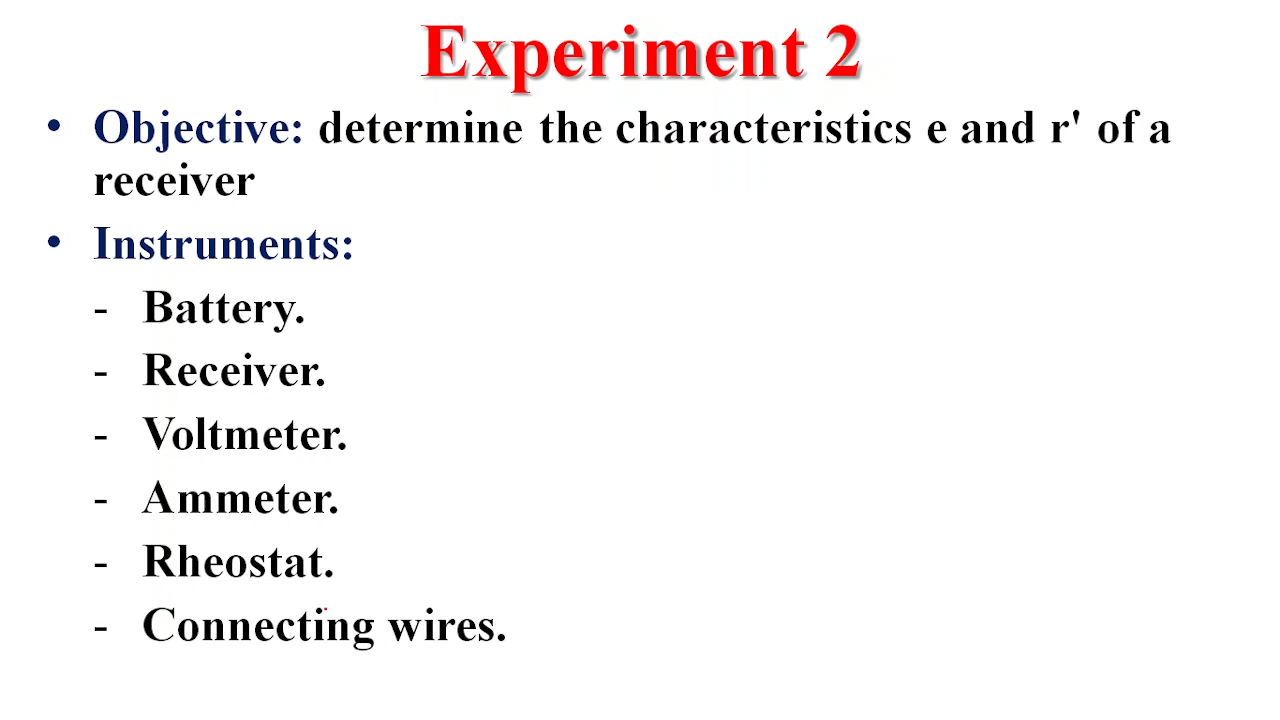 Experiment 2
• Objective: determine the characteristics e and r' of a
receiver
• Instruments:
- Battery.
- Receiver.
- Voltmeter.
- Ammeter.
- Rheostat.
- Connecting wires.